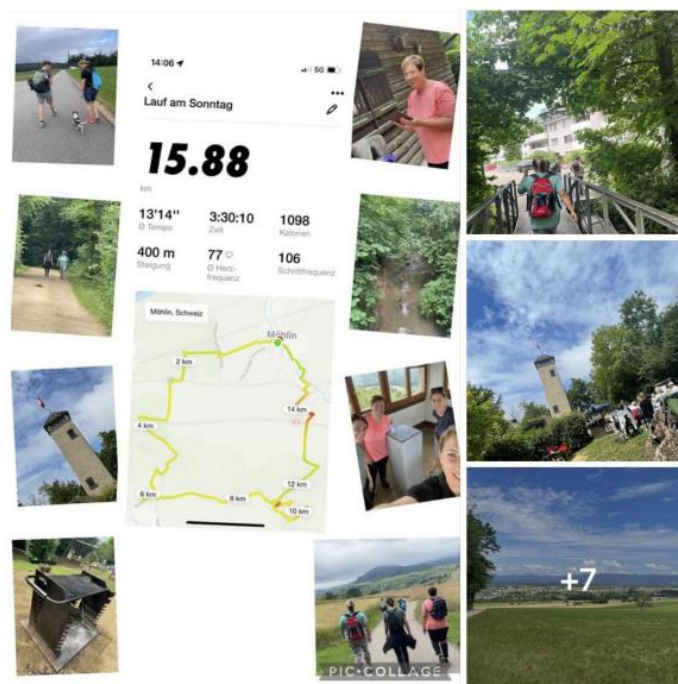 14:06
5G
Lauf am Sonntag
15.88
km
13'14''
3:30:10
1098
Ø Tempo
Zeit
Kalorien
400 m
77
106
Steigung
Ø Herz-
frequenz
Schrittfrequenz
Möhlin, Schweiz
Möhlin
2 km
14 km
4 km
12 km
6 km
8 km
10 km
+7
PIC•COLLAGE